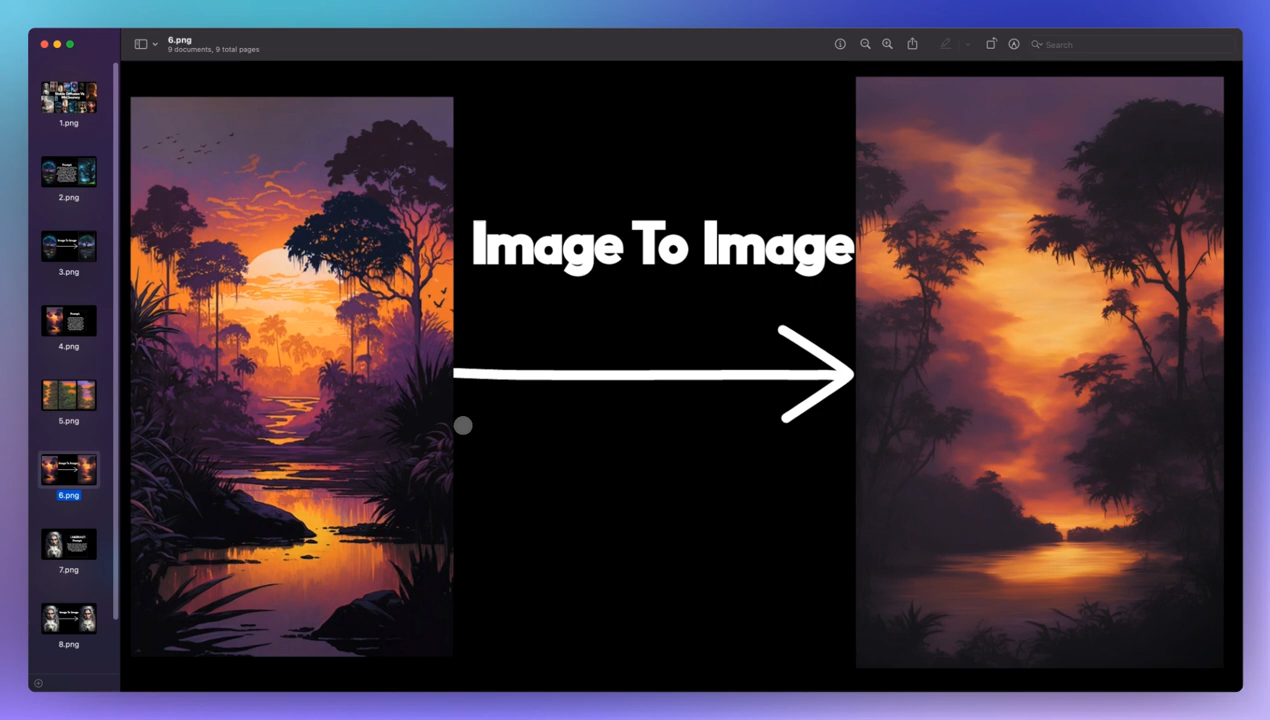 6.png
9 documents, 9 total pages
Search
1.png
2.png
3.png
4.png
5.png
6.png
7.png
8.png
Image To Image